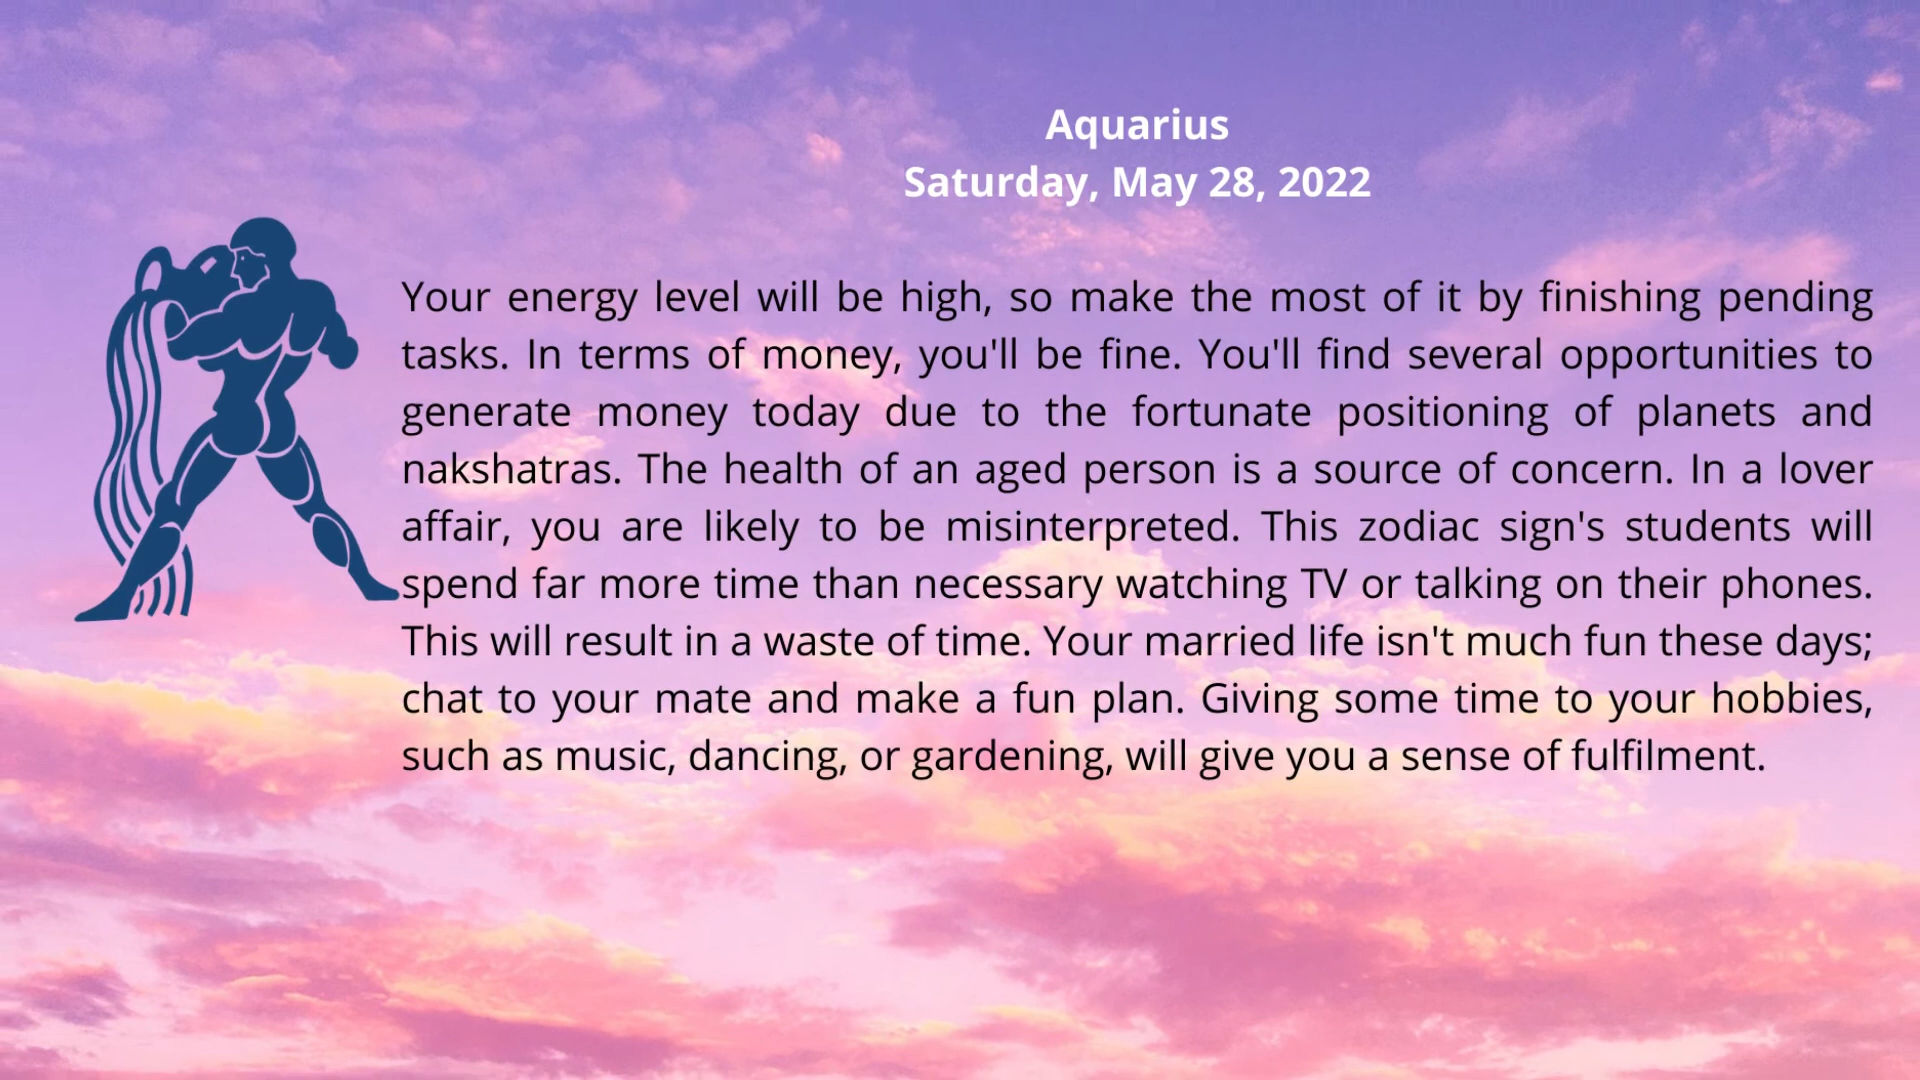 Aquarius
Saturday, May 28, 2022
Your energy level will be high, so make the most of it by finishing pending
tasks. In terms of money, you'll be fine. You'll find several opportunities to
generate money today due to the fortunate positioning of planets and
nakshatras. The health of an aged person is a source of concern. In a lover
affair, you are likely to be misinterpreted. This zodiac sign's students will
spend far more time than necessary watching TV or talking on their phones.
This will result in a waste of time. Your married life isn't much fun these days;
chat to your mate and make a fun plan. Giving some time to your hobbies,
such as music, dancing, or gardening, will give you a sense of fulfilment.